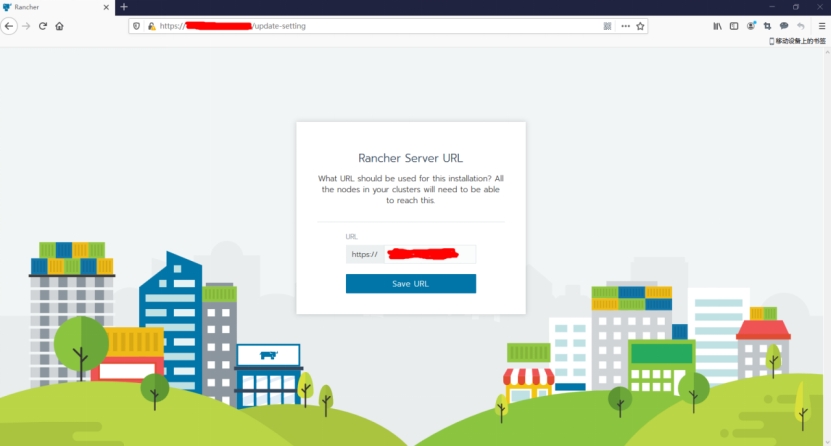 Rancher
https://
/update-setting
移动设备上的书签
Rancher Server URL
What URL should be used for this installation? All
the nodes in your clusters will need to be able
to reach this.
URL
https://
Save URL